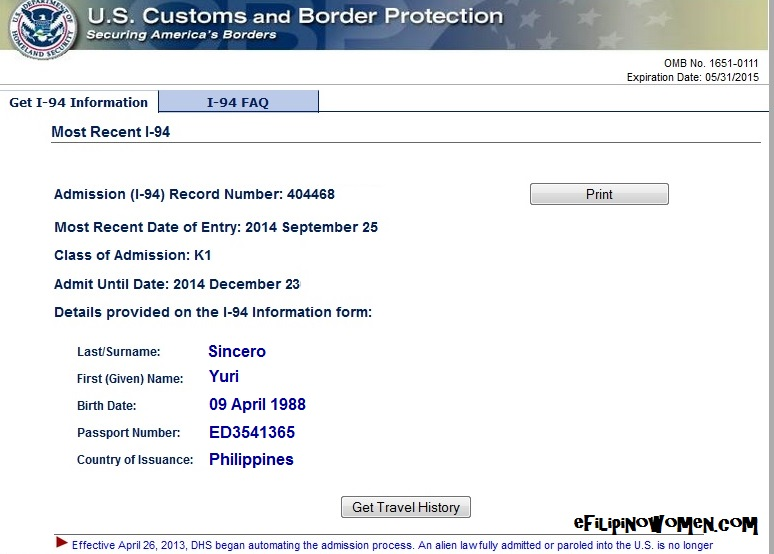 U.S. DEPARTMENT OF HOMELAND SECURITY
U.S. Customs and Border Protection
Securing America's Borders
CBP
OMB No. 1651-0111
Expiration Date: 05/31/2015
Get I-94 Information I-94 FAQ
Most Recent I-94
Admission (I-94) Record Number: 404468 Print
Most Recent Date of Entry: 2014 September 25
Class of Admission: K1
Admit Until Date: 2014 December 23
Details provided on the I-94 Information form:
Last/Surname: Sincero
First (Given) Name: Yuri
Birth Date: 09 April 1988
Passport Number: ED3541365
Country of Issuance: Philippines
Get Travel History
eFilipinoWomen.com
Effective April 26, 2013, DHS began automating the admission process. An alien lawfully admitted or paroled into the U.S. is no longer